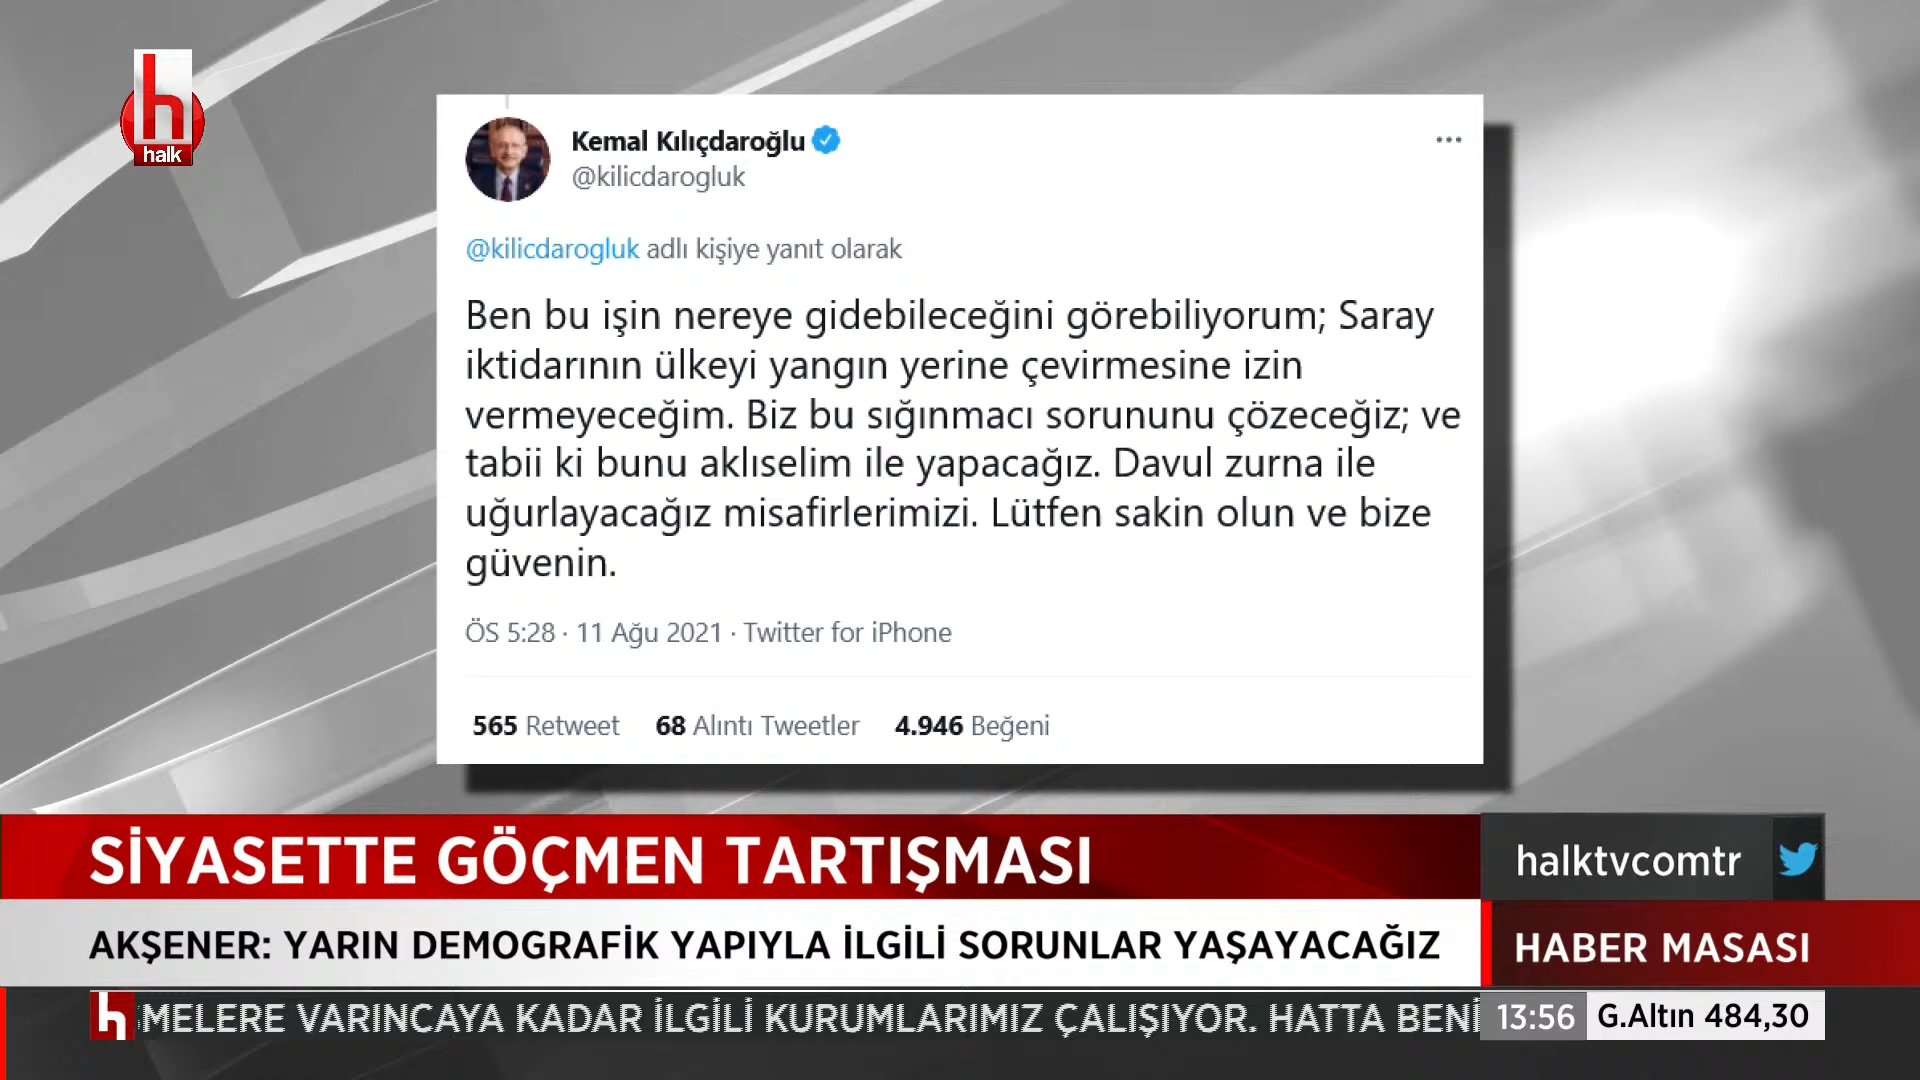 h
halk
Kemal Kılıçdaroğlu
@kilicdarogluk
@kilicdarogluk adlı kişiye yanıt olarak
Ben bu işin nereye gidebileceğini görebiliyorum; Saray
iktidarının ülkeyi yangın yerine çevirmesine izin
vermeyeceğim. Biz bu sığınmacı sorununu çözeceğiz; ve
tabii ki bunu aklıselim ile yapacağız. Davul zurna ile
uğurlayacağız misafirlerimizi. Lütfen sakin olun ve bize
güvenin.
ÖS 5:28 · 11 Ağu 2021 · Twitter for iPhone
565 Retweet 68 Alıntı Tweetler 4.946 Beğeni
SİYASETTE GÖÇMEN TARTIŞMASI
halktvcomtr
AKŞENER: YARIN DEMOGRAFİK YAPIYLA İLGİLİ SORUNLAR YAŞAYACAĞIZ
HABER MASASI
h MELERE VARINCAYA KADAR İLGİLİ KURUMLARIMIZ ÇALIŞIYOR. HATTA BENİ
13:56 G.Altın 484,30